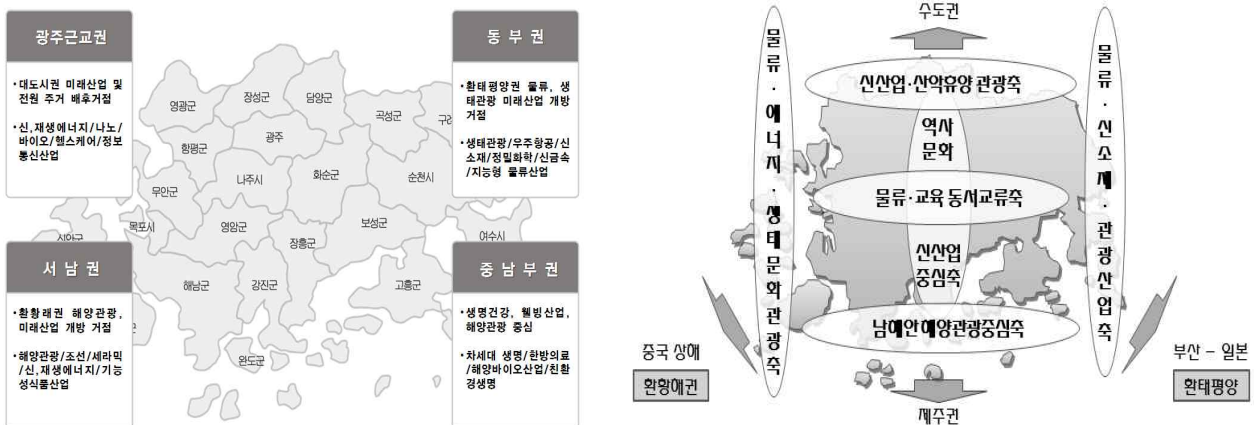 광주근교권
•대도시권 미래산업 및
전원 주거 배후거점
•신,재생에너지/나노/
바이오/헬스케어/정보
통신산업
동 부 권
•환태평양권 물류, 생
태관광 미래산업 개방
거점
•생태관광/우주항공/신
소재/정밀화학/신금속
/지능형 물류산업
영광군
장성군
담양군
곡성군
함평군
광주
무안군
나주시
화순군
순천시
목포시
영암군
보성군
장흥군
여수시
해남군
강진군
고흥군
완도군
서 남 권
•환황해권 해양관광,
미래산업 개방 거점
•해양관광/조선/세라믹
/신,재생에너지/기능
성식품산업
중 남 부 권
•생명건강, 웰빙산업,
해양관광 중심
•차세대 생명/한방의료
/해양바이오산업/친환
경생명
수도권
물류·에너지·생태문화관광축
물류·신소재·관광산업축
신산업·산악휴양 관광축
역사
문화
물류·교육 동서교류축
신산업
중심축
남해안 해양관광중심축
중국 상해
환황해권
부산 – 일본
환태평양
제주권